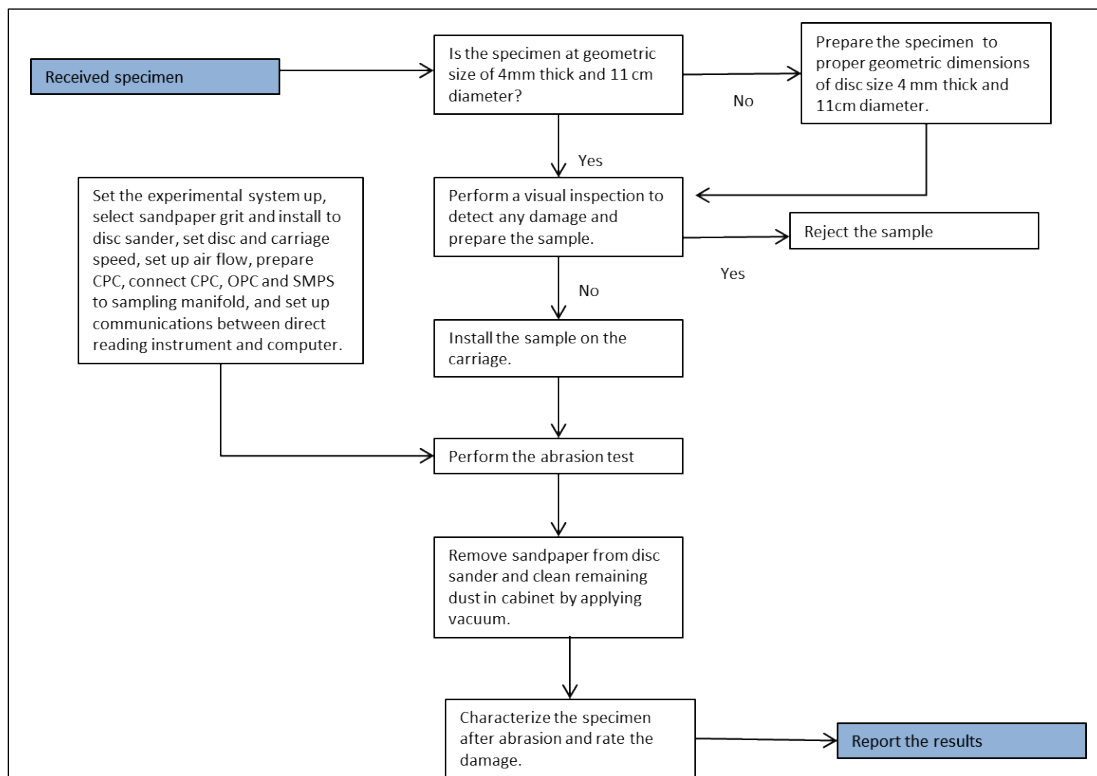 Received specimen
Is the specimen at geometric
size of 4mm thick and 11 cm
diameter?
No
Prepare the specimen to
proper geometric dimensions
of disc size 4 mm thick and
11cm diameter.
Yes
Set the experimental system up,
select sandpaper grit and install to
disc sander, set disc and carriage
speed, set up air flow, prepare
CPC, connect CPC, OPC and SMPS
to sampling manifold, and set up
communications between direct
reading instrument and computer.
Perform a visual inspection to
detect any damage and
prepare the sample.
Yes
Reject the sample
No
Install the sample on the
carriage.
Perform the abrasion test
Remove sandpaper from disc
sander and clean remaining
dust in cabinet by applying
vacuum.
Characterize the specimen
after abrasion and rate the
damage.
Report the results